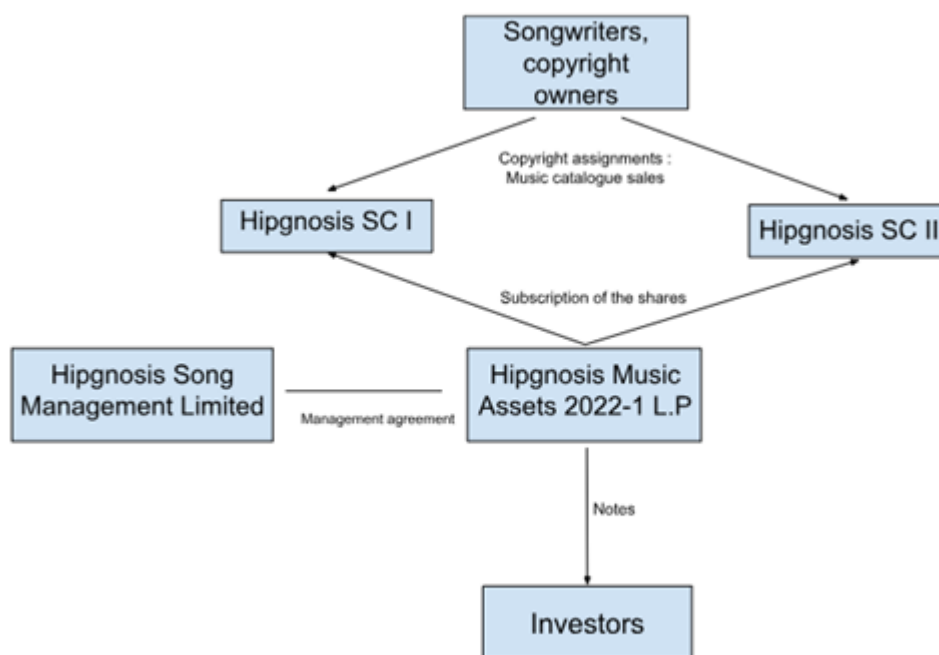 Songwriters,
copyright
owners
Copyright assignments :
Music catalogue sales
Hipgnosis SC I
Hipgnosis SC II
Subscription of the shares
Hipgnosis Song
Management Limited
Management agreement
Hipgnosis Music
Assets 2022-1 L.P
Notes
Investors